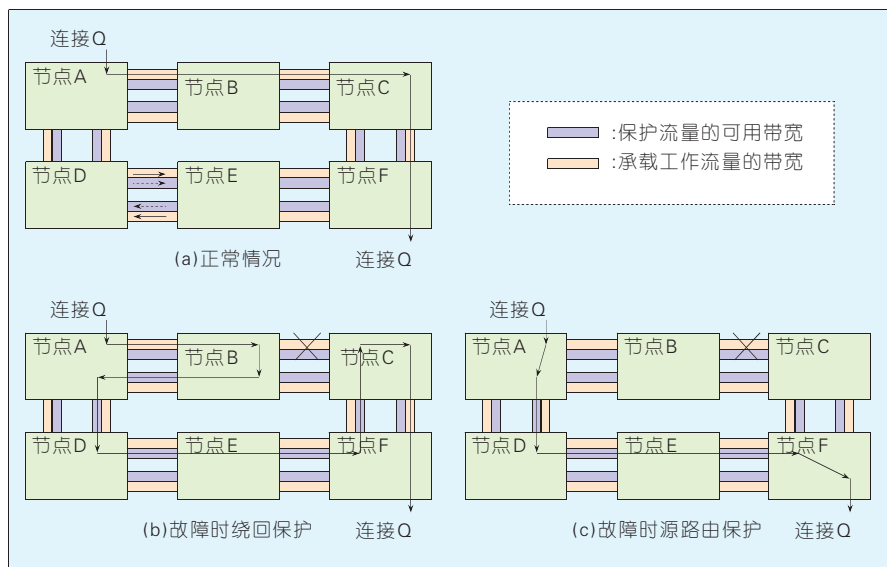 连接Q
节点A
节点B
节点C
:保护流量的可用带宽
:承载工作流量的带宽
节点D
节点E
节点F
(a)正常情况
连接Q
连接Q
节点A
节点B
节点C
节点D
节点E
节点F
(b)故障时绕回保护
连接Q
连接Q
节点A
节点B
节点C
节点D
节点E
节点F
(c)故障时源路由保护
连接Q